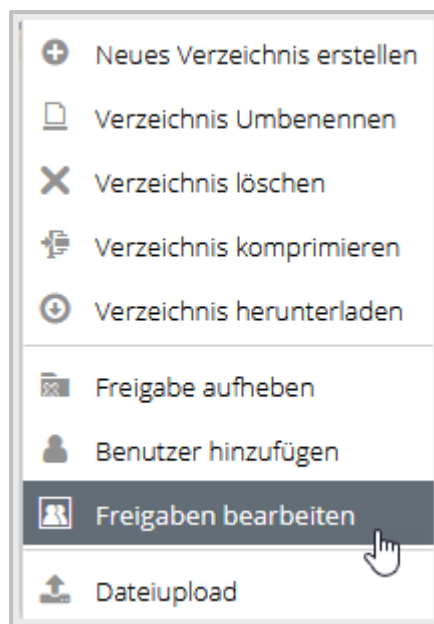 Neues Verzeichnis erstellen
Verzeichnis Umbenennen
Verzeichnis löschen
Verzeichnis komprimieren
Verzeichnis herunterladen
Freigabe aufheben
Benutzer hinzufügen
Freigaben bearbeiten
Dateiupload